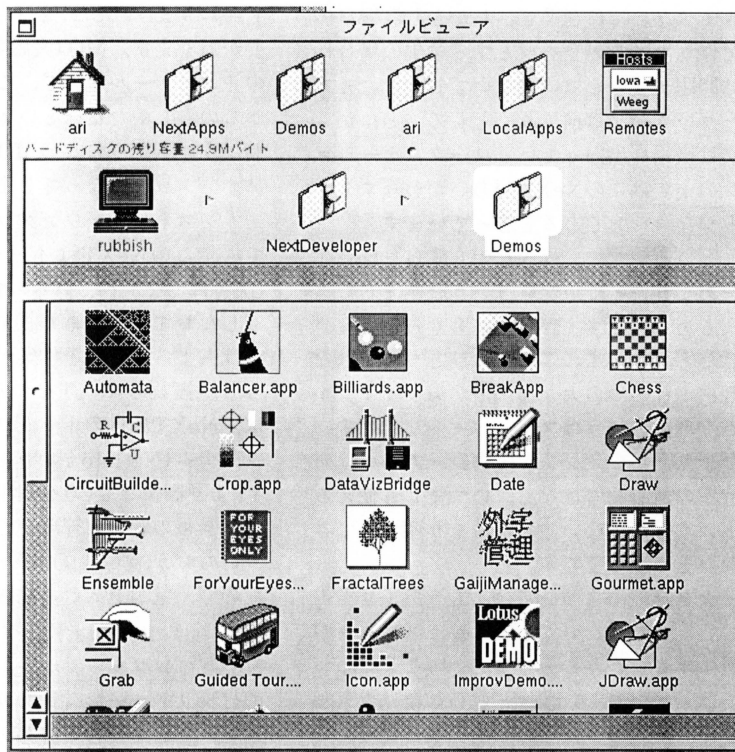 ファイルビューア
Hosts
Iowa
Weeg
ari
NextApps
Demos
ari
LocalApps
Remotes
ハードディスクの残り容量 24.9Mバイト
rubbish
NextDeveloper
Demos
Automata
Balancer.app
Billiards.app
BreakApp
Chess
R
C
U
CircuitBuilde...
Crop.app
DataVizBridge
Date
Draw
FOR
YOUR
EYES
ONLY
外字
管理
Ensemble
ForYourEyes...
FractalTrees
GaijiManage...
Gourmet.app
Lotus
DEMO
Grab
Guided Tour....
Icon.app
ImprovDemo....
JDraw.app